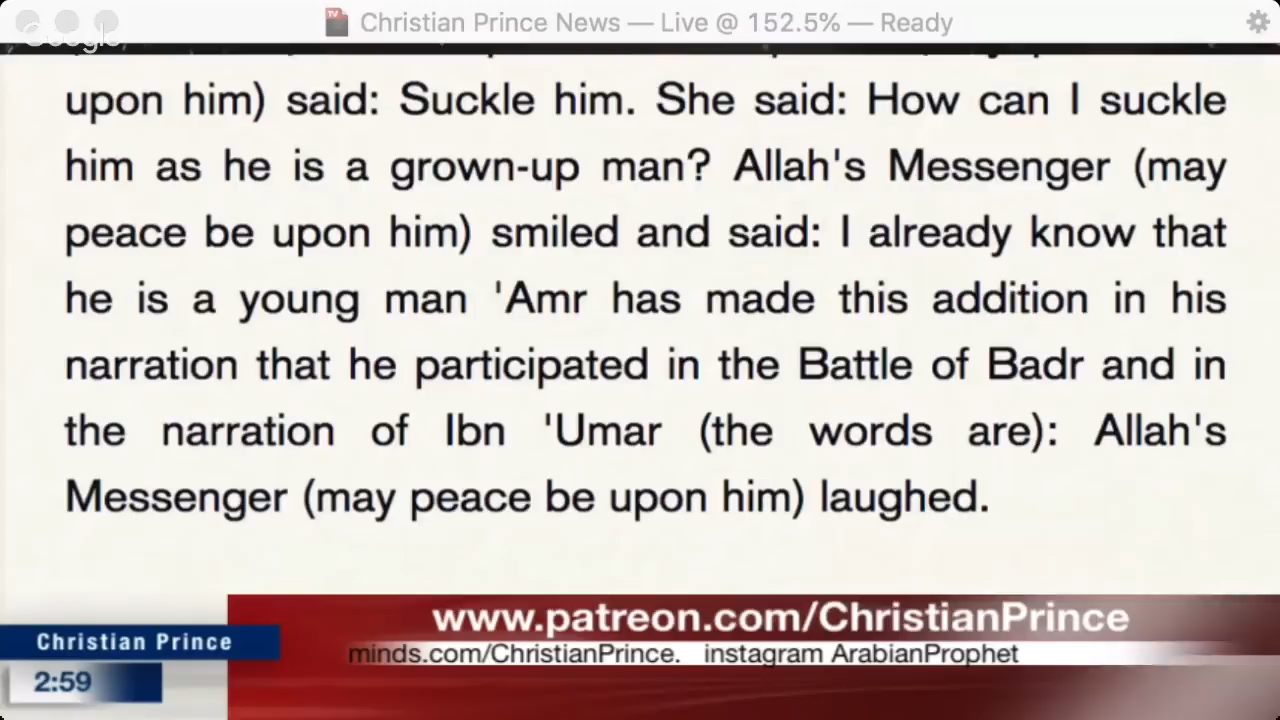 Christian Prince News — Live @ 152.5% — Ready
Google
upon him) said: Suckle him. She said: How can I suckle
him as he is a grown-up man? Allah's Messenger (may
peace be upon him) smiled and said: I already know that
he is a young man 'Amr has made this addition in his
narration that he participated in the Battle of Badr and in
the narration of Ibn 'Umar (the words are): Allah's
Messenger (may peace be upon him) laughed.
www.patreon.com/ChristianPrince
Christian Prince
minds.com/ChristianPrince. instagram ArabianProphet
2:59